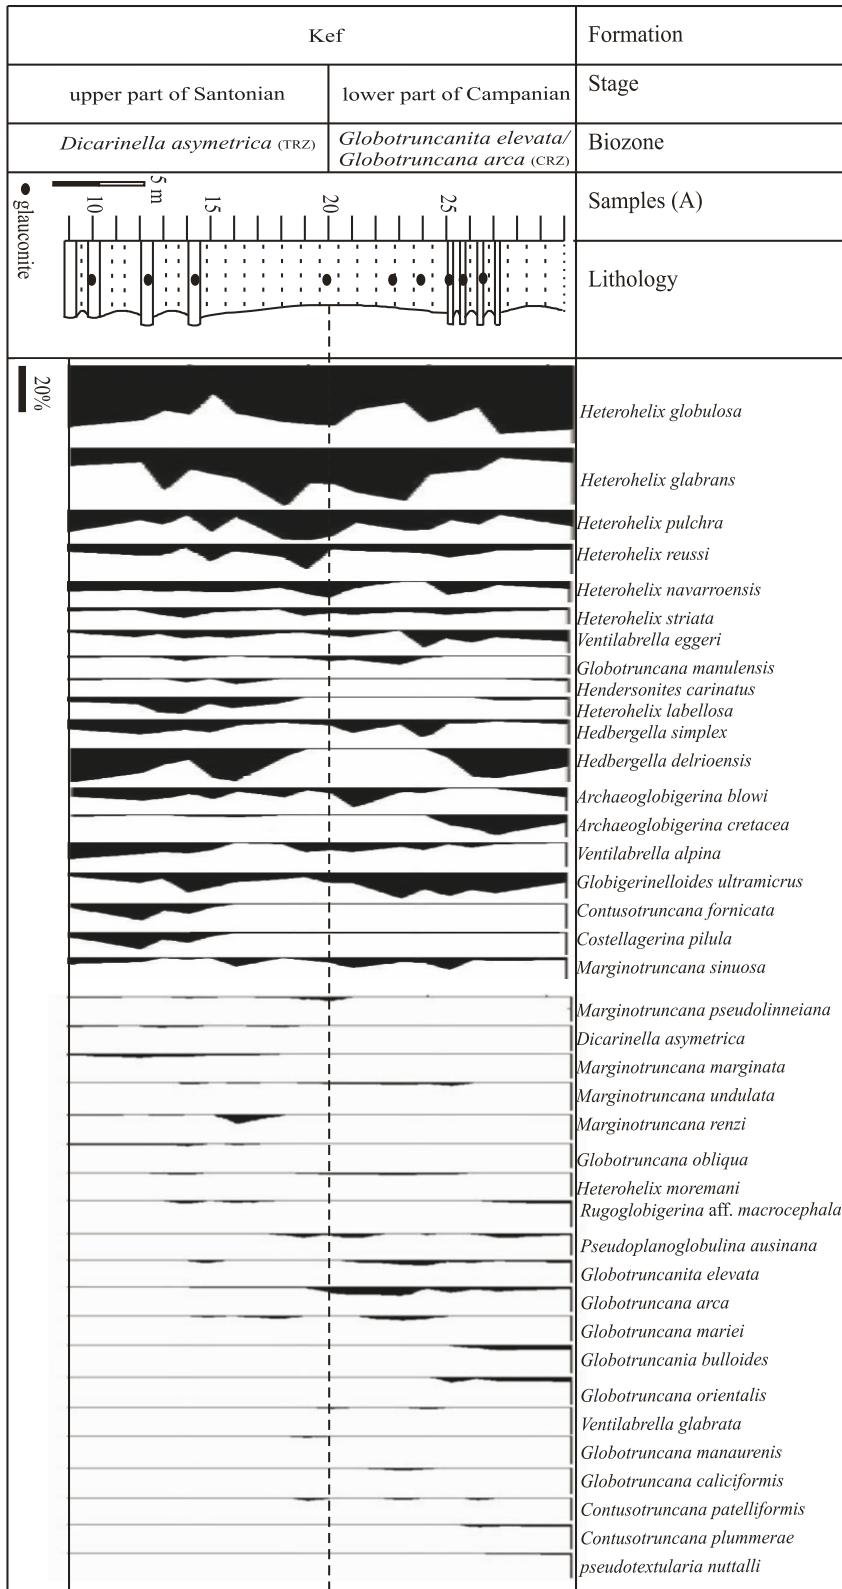 Kef
Formation
upper part of Santonian
lower part of Campanian
Stage
Dicarinella asymetrica (TRZ)
Globotruncanita elevata/
Globotruncana arca (CRZ)
Biozone
glauconite
5 m
10
15
20
25
Samples (A)
Lithology
20%
Heterohelix globulosa
Heterohelix glabrans
Heterohelix pulchra
Heterohelix reussi
Heterohelix navarroensis
Heterohelix striata
Ventilabrella eggeri
Globotruncana manulensis
Hendersonites carinatus
Heterohelix labellosa
Hedbergella simplex
Hedbergella delrioensis
Archaeoglobigerina blowi
Archaeoglobigerina cretacea
Ventilabrella alpina
Globigerinelloides ultramicrus
Contusotruncana fornicata
Costellagerina pilula
Marginotruncana sinuosa
Marginotruncana pseudolinneiana
Dicarinella asymetrica
Marginotruncana marginata
Marginotruncana undulata
Marginotruncana renzi
Globotruncana obliqua
Heterohelix moremani
Rugoglobigerina aff. macrocephala
Pseudoplanoglobulina ausinana
Globotruncanita elevata
Globotruncana arca
Globotruncana mariei
Globotruncania bulloides
Globotruncana orientalis
Ventilabrella glabrata
Globotruncana manaurenis
Globotruncana caliciformis
Contusotruncana patelliformis
Contusotruncana plummerae
pseudotextularia nuttalli